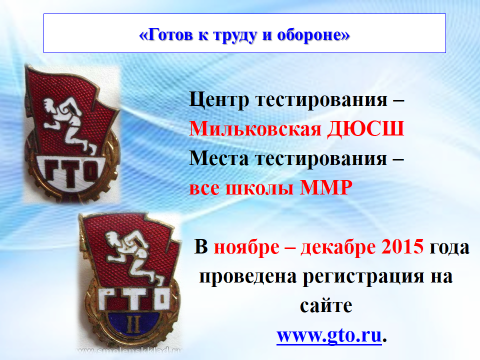 «Готов к труду и обороне»
Центр тестирования –
Мильковская ДЮСШ
Места тестирования –
все школы ММР
ГТО
В ноябре – декабре 2015 года
проведена регистрация на
сайте
www.gto.ru.
ГТО
II